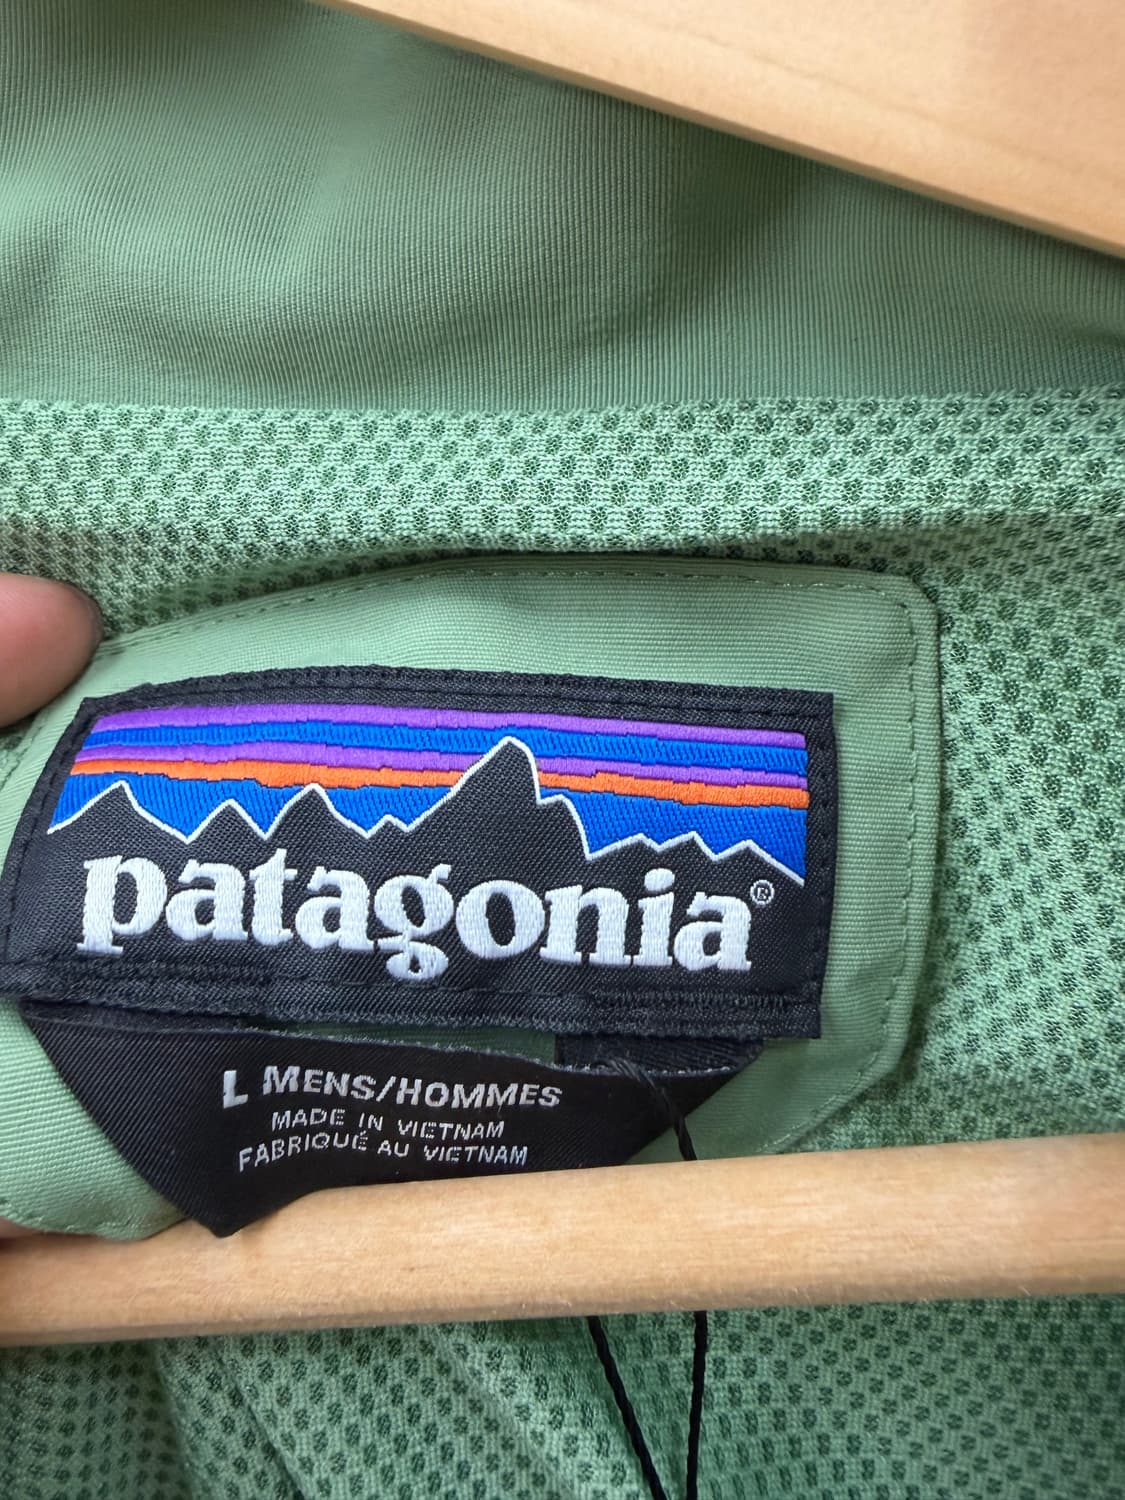 patagonia®
L MENS/HOMMES
MADE IN VIETNAM
FABRIQUÉ AU VIETNAM